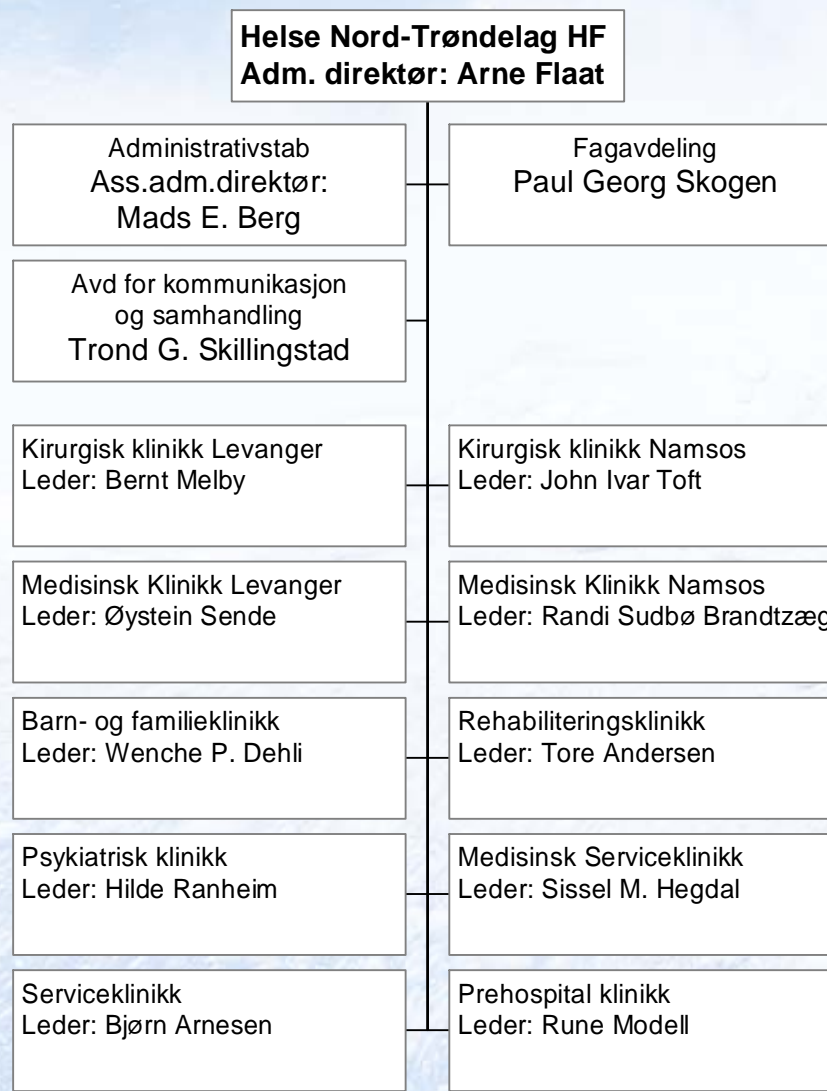 Helse Nord-Trøndelag HF
Adm. direktør: Arne Flaat
Administrativstab
Ass.adm.direktør:
Mads E. Berg
Fagavdeling
Paul Georg Skogen
Avd for kommunikasjon
og samhandling
Trond G. Skillingstad
Kirurgisk klinikk Levanger
Leder: Bernt Melby
Kirurgisk klinikk Namsos
Leder: John Ivar Toft
Medisinsk Klinikk Levanger
Leder: Øystein Sende
Medisinsk Klinikk Namsos
Leder: Randi Sudbø Brandtzæg
Barn- og familieklinikk
Leder: Wenche P. Dehli
Rehabiliteringsklinikk
Leder: Tore Andersen
Psykiatrisk klinikk
Leder: Hilde Ranheim
Medisinsk Serviceklinikk
Leder: Sissel M. Hegdal
Serviceklinikk
Leder: Bjørn Arnesen
Prehospital klinikk
Leder: Rune Modell